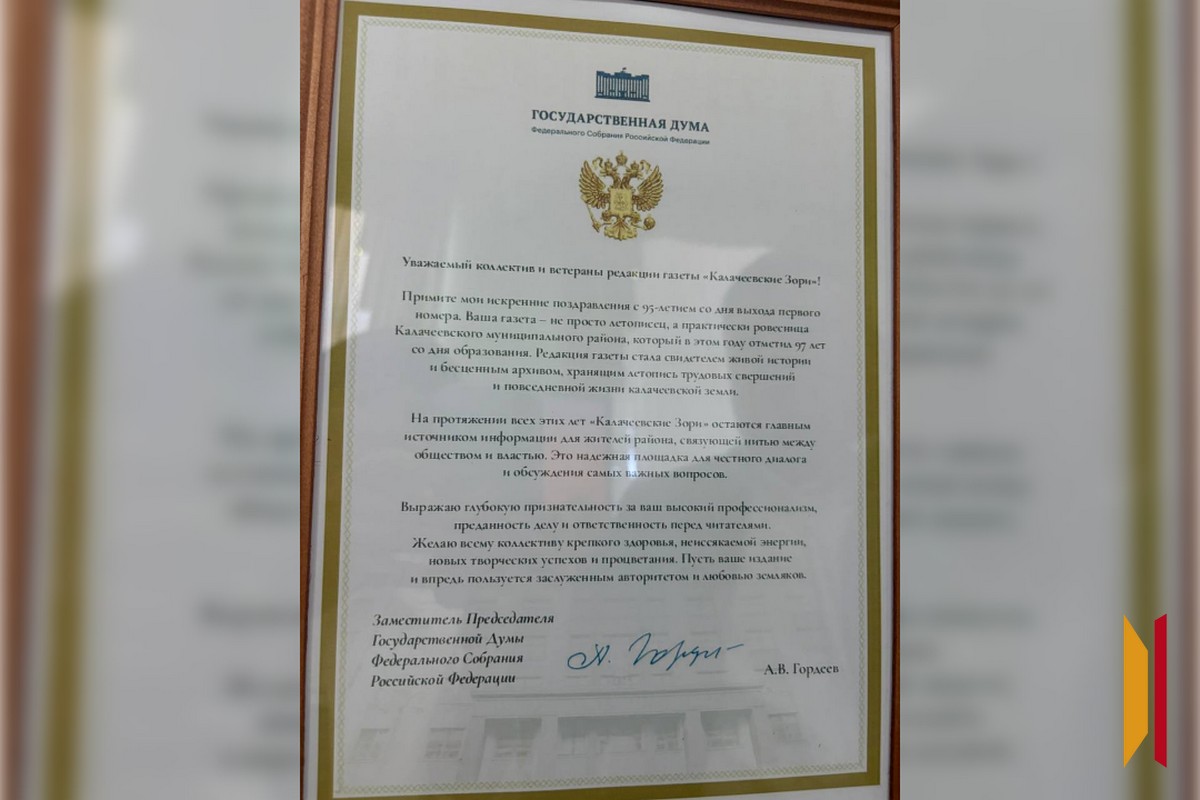 ГОСУДАРСТВЕННАЯ ДУМА
Федерального Собрания Российской Федерации
Уважаемый коллектив и ветераны редакции газеты «Калачеевские Зори»!
Примите мои искренние поздравления с 95-летием со дня выхода первого
номера. Ваша газета – не просто летописец, а практически ровесница
Калачеевского муниципального района, который в этом году отметил 97 лет
со дня образования. Редакция газеты стала свидетелем живой истории
и бесценным архивом, хранящим летопись трудовых свершений
и повседневной жизни калачеевской земли.
На протяжении всех этих лет «Калачеевские Зори» остаются главным
источником информации для жителей района, связующей нитью между
обществом и властью. Это надежная площадка для честного диалога
и обсуждения самых важных вопросов.
Выражаю глубокую признательность за ваш высокий профессионализм,
преданность делу и ответственность перед читателями.
Желаю всему коллективу крепкого здоровья, неиссякаемой энергии,
новых творческих успехов и процветания. Пусть ваше издание
и впредь пользуется заслуженным авторитетом и любовью земляков.
Заместитель Председателя
Государственной Думы
Федерального Собрания
Российской Федерации
А.В. Гордеев